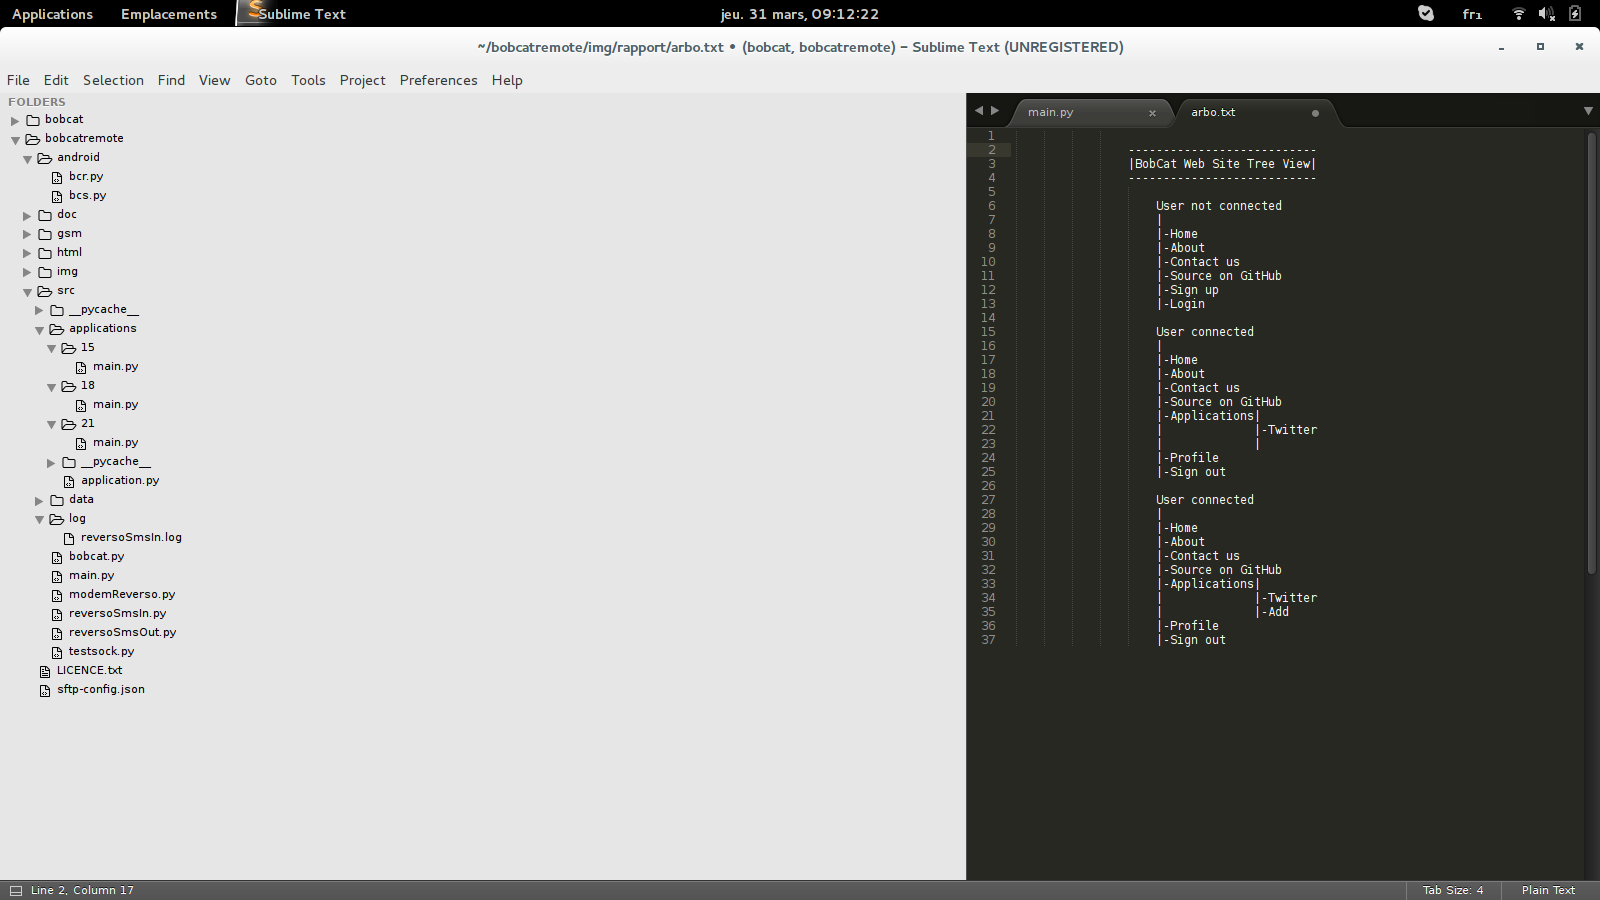 Applications Emplacements Sublime Text jeu. 31 mars, 09:12:22 fr₁
~/bobcatremote/img/rapport/arbo.txt • (bobcat, bobcatremote) – Sublime Text (UNREGISTERED)
File Edit Selection Find View Goto Tools Project Preferences Help
FOLDERS
bobcat
bobcatremote
android
bcr.py
bcs.py
doc
gsm
html
img
src
__pycache__
applications
15
main.py
18
main.py
21
main.py
__pycache__
application.py
data
log
reversoSmsIn.log
bobcat.py
main.py
modemReverso.py
reversoSmsIn.py
reversoSmsOut.py
testsock.py
LICENCE.txt
sftp-config.json
main.py arbo.txt
1
2 ---------------------------
3 |BobCat Web Site Tree View|
4 ---------------------------
5
6 User not connected
7 |
8 |-Home
9 |-About
10 |-Contact us
11 |-Source on GitHub
12 |-Sign up
13 |-Login
14
15 User connected
16 |
17 |-Home
18 |-About
19 |-Contact us
20 |-Source on GitHub
21 |-Applications|
22 | |-Twitter
23 | |
24 |-Profile
25 |-Sign out
26
27 User connected
28 |
29 |-Home
30 |-About
31 |-Contact us
32 |-Source on GitHub
33 |-Applications|
34 | |-Twitter
35 | |-Add
36 |-Profile
37 |-Sign out
Line 2, Column 17 Tab Size: 4 Plain Text